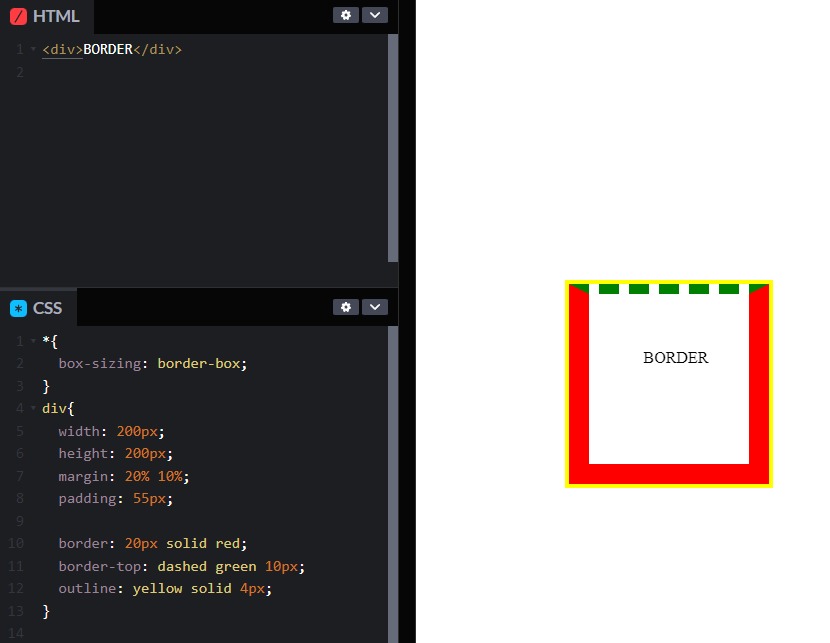 HTML
1 <div>BORDER</div>
2
CSS
1 *{
2 box-sizing: border-box;
3 }
4 div{
5 width: 200px;
6 height: 200px;
7 margin: 20% 10%;
8 padding: 55px;
9
10 border: 20px solid red;
11 border-top: dashed green 10px;
12 outline: yellow solid 4px;
13 }
14
BORDER